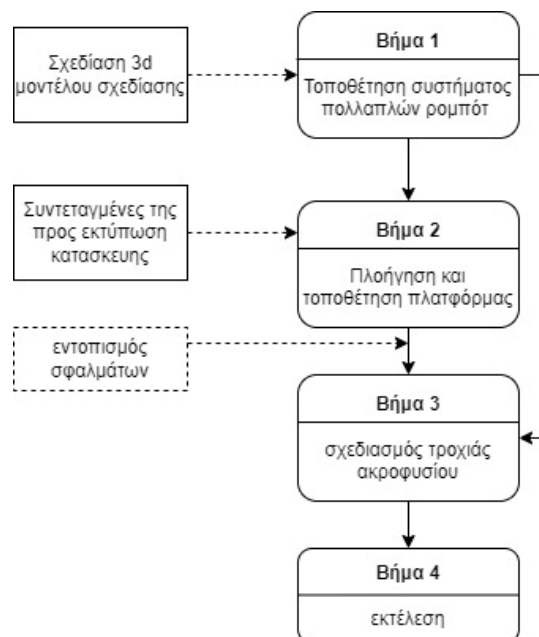 Σχεδίαση 3d
μοντέλου σχεδίασης
Βήμα 1
Τοποθέτηση συστήματος
πολλαπλών ρομπότ
Συντεταγμένες της
προς εκτύπωση
κατασκευης
Βήμα 2
Πλοήγηση και
τοποθέτηση πλατφόρμας
εντοπισμός
σφαλμάτων
Βήμα 3
σχεδιασμός τροχιάς
ακροφυσίου
Βήμα 4
εκτέλεση